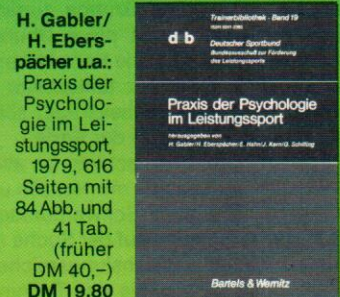 H. Gabler/
H. Ebers-
pächer u.a.:
Praxis der
Psycholo-
gie im Lei-
stungssport,
1979, 616
Seiten mit
84 Abb. und
41 Tab.
(früher
DM 40,–)
DM 19.80
Trainerbibliothek · Band 19
d b
Deutscher Sportbund
Bundesausschuß zur Förderung
des Leistungssports
Praxis der Psychologie
im Leistungssport
herausgegeben von
H. Gabler/H. Eberspächer/E. Hahn/J. Kern/G. Schilling
Bartels & Wernitz